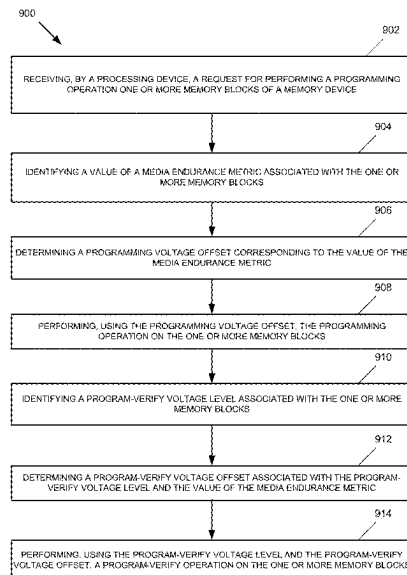 900
902
RECEIVING, BY A PROCESSING DEVICE, A REQUEST FOR PERFORMING A PROGRAMMING
OPERATION ONE OR MORE MEMORY BLOCKS OF A MEMORY DEVICE
904
IDENTIFYING A VALUE OF A MEDIA ENDURANCE METRIC ASSOCIATED WITH THE ONE OR
MORE MEMORY BLOCKS
906
DETERMINING A PROGRAMMING VOLTAGE OFFSET CORRESPONDING TO THE VALUE OF THE
MEDIA ENDURANCE METRIC
908
PERFORMING, USING THE PROGRAMMING VOLTAGE OFFSET, THE PROGRAMMING
OPERATION ON THE ONE OR MORE MEMORY BLOCKS
910
IDENTIFYING A PROGRAM-VERIFY VOLTAGE LEVEL ASSOCIATED WITH THE ONE OR MORE
MEMORY BLOCKS
912
DETERMINING A PROGRAM-VERIFY VOLTAGE OFFSET ASSOCIATED WITH THE PROGRAM-
VERIFY VOLTAGE LEVEL AND THE VALUE OF THE MEDIA ENDURANCE METRIC
914
PERFORMING, USING THE PROGRAM-VERIFY VOLTAGE LEVEL AND THE PROGRAM-VERIFY
VOLTAGE OFFSET, A PROGRAM-VERIFY OPERATION ON THE ONE OR MORE MEMORY BLOCKS